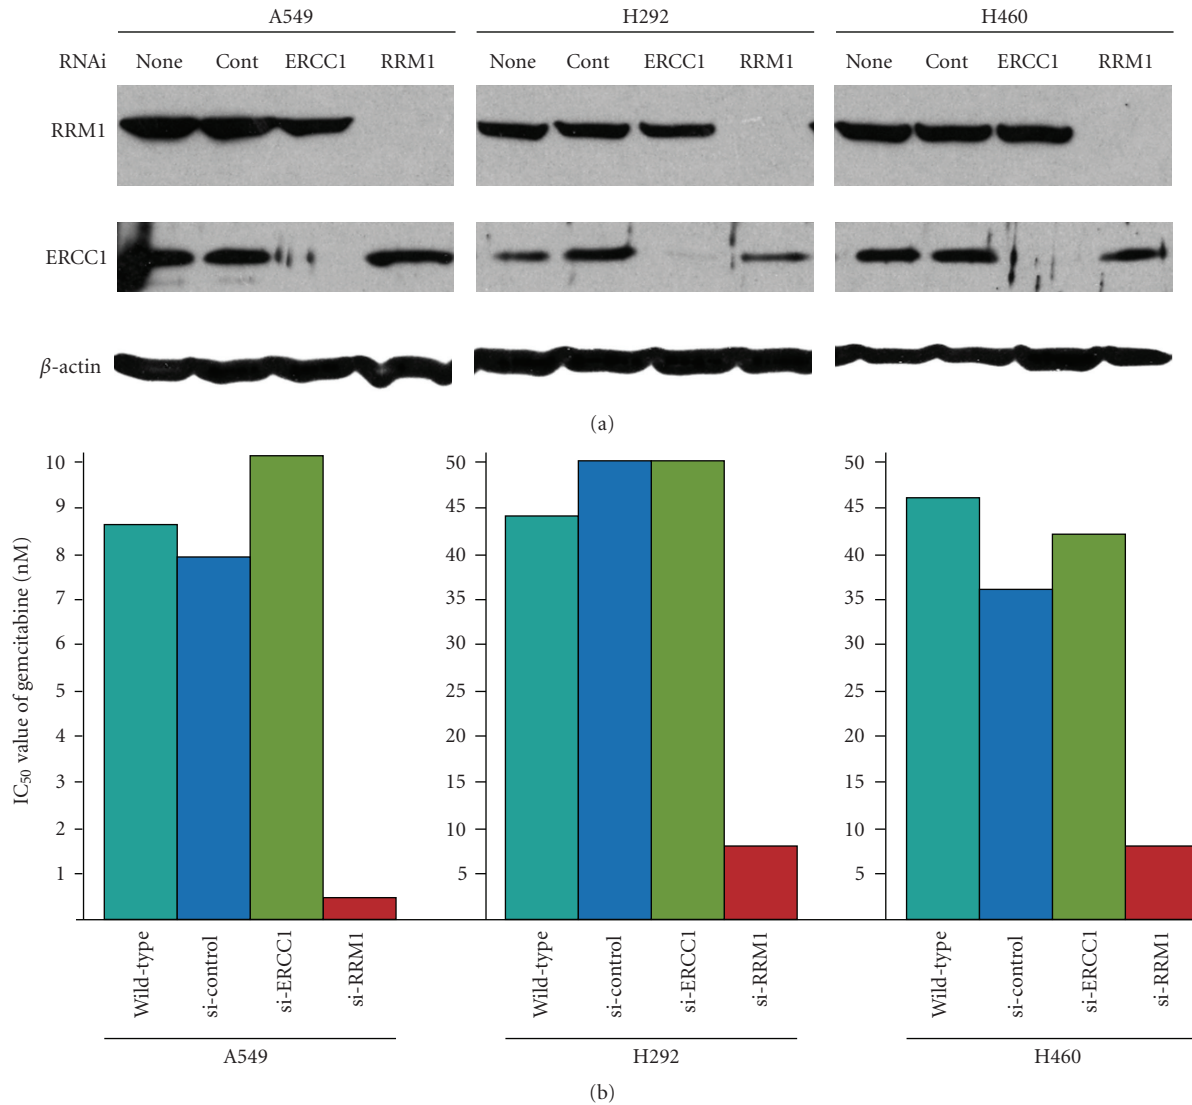 A549 H292 H460
RNAi None Cont ERCC1 RRM1 None Cont ERCC1 RRM1 None Cont ERCC1 RRM1
RRM1
ERCC1
β-actin
(a)
IC50 value of gemcitabine (nM)
10
9
8
7
6
5
4
3
2
1
50
45
40
35
30
25
20
15
10
5
50
45
40
35
30
25
20
15
10
5
Wild-type
si-control
si-ERCC1
si-RRM1
Wild-type
si-control
si-ERCC1
si-RRM1
Wild-type
si-control
si-ERCC1
si-RRM1
A549 H292 H460
(b)